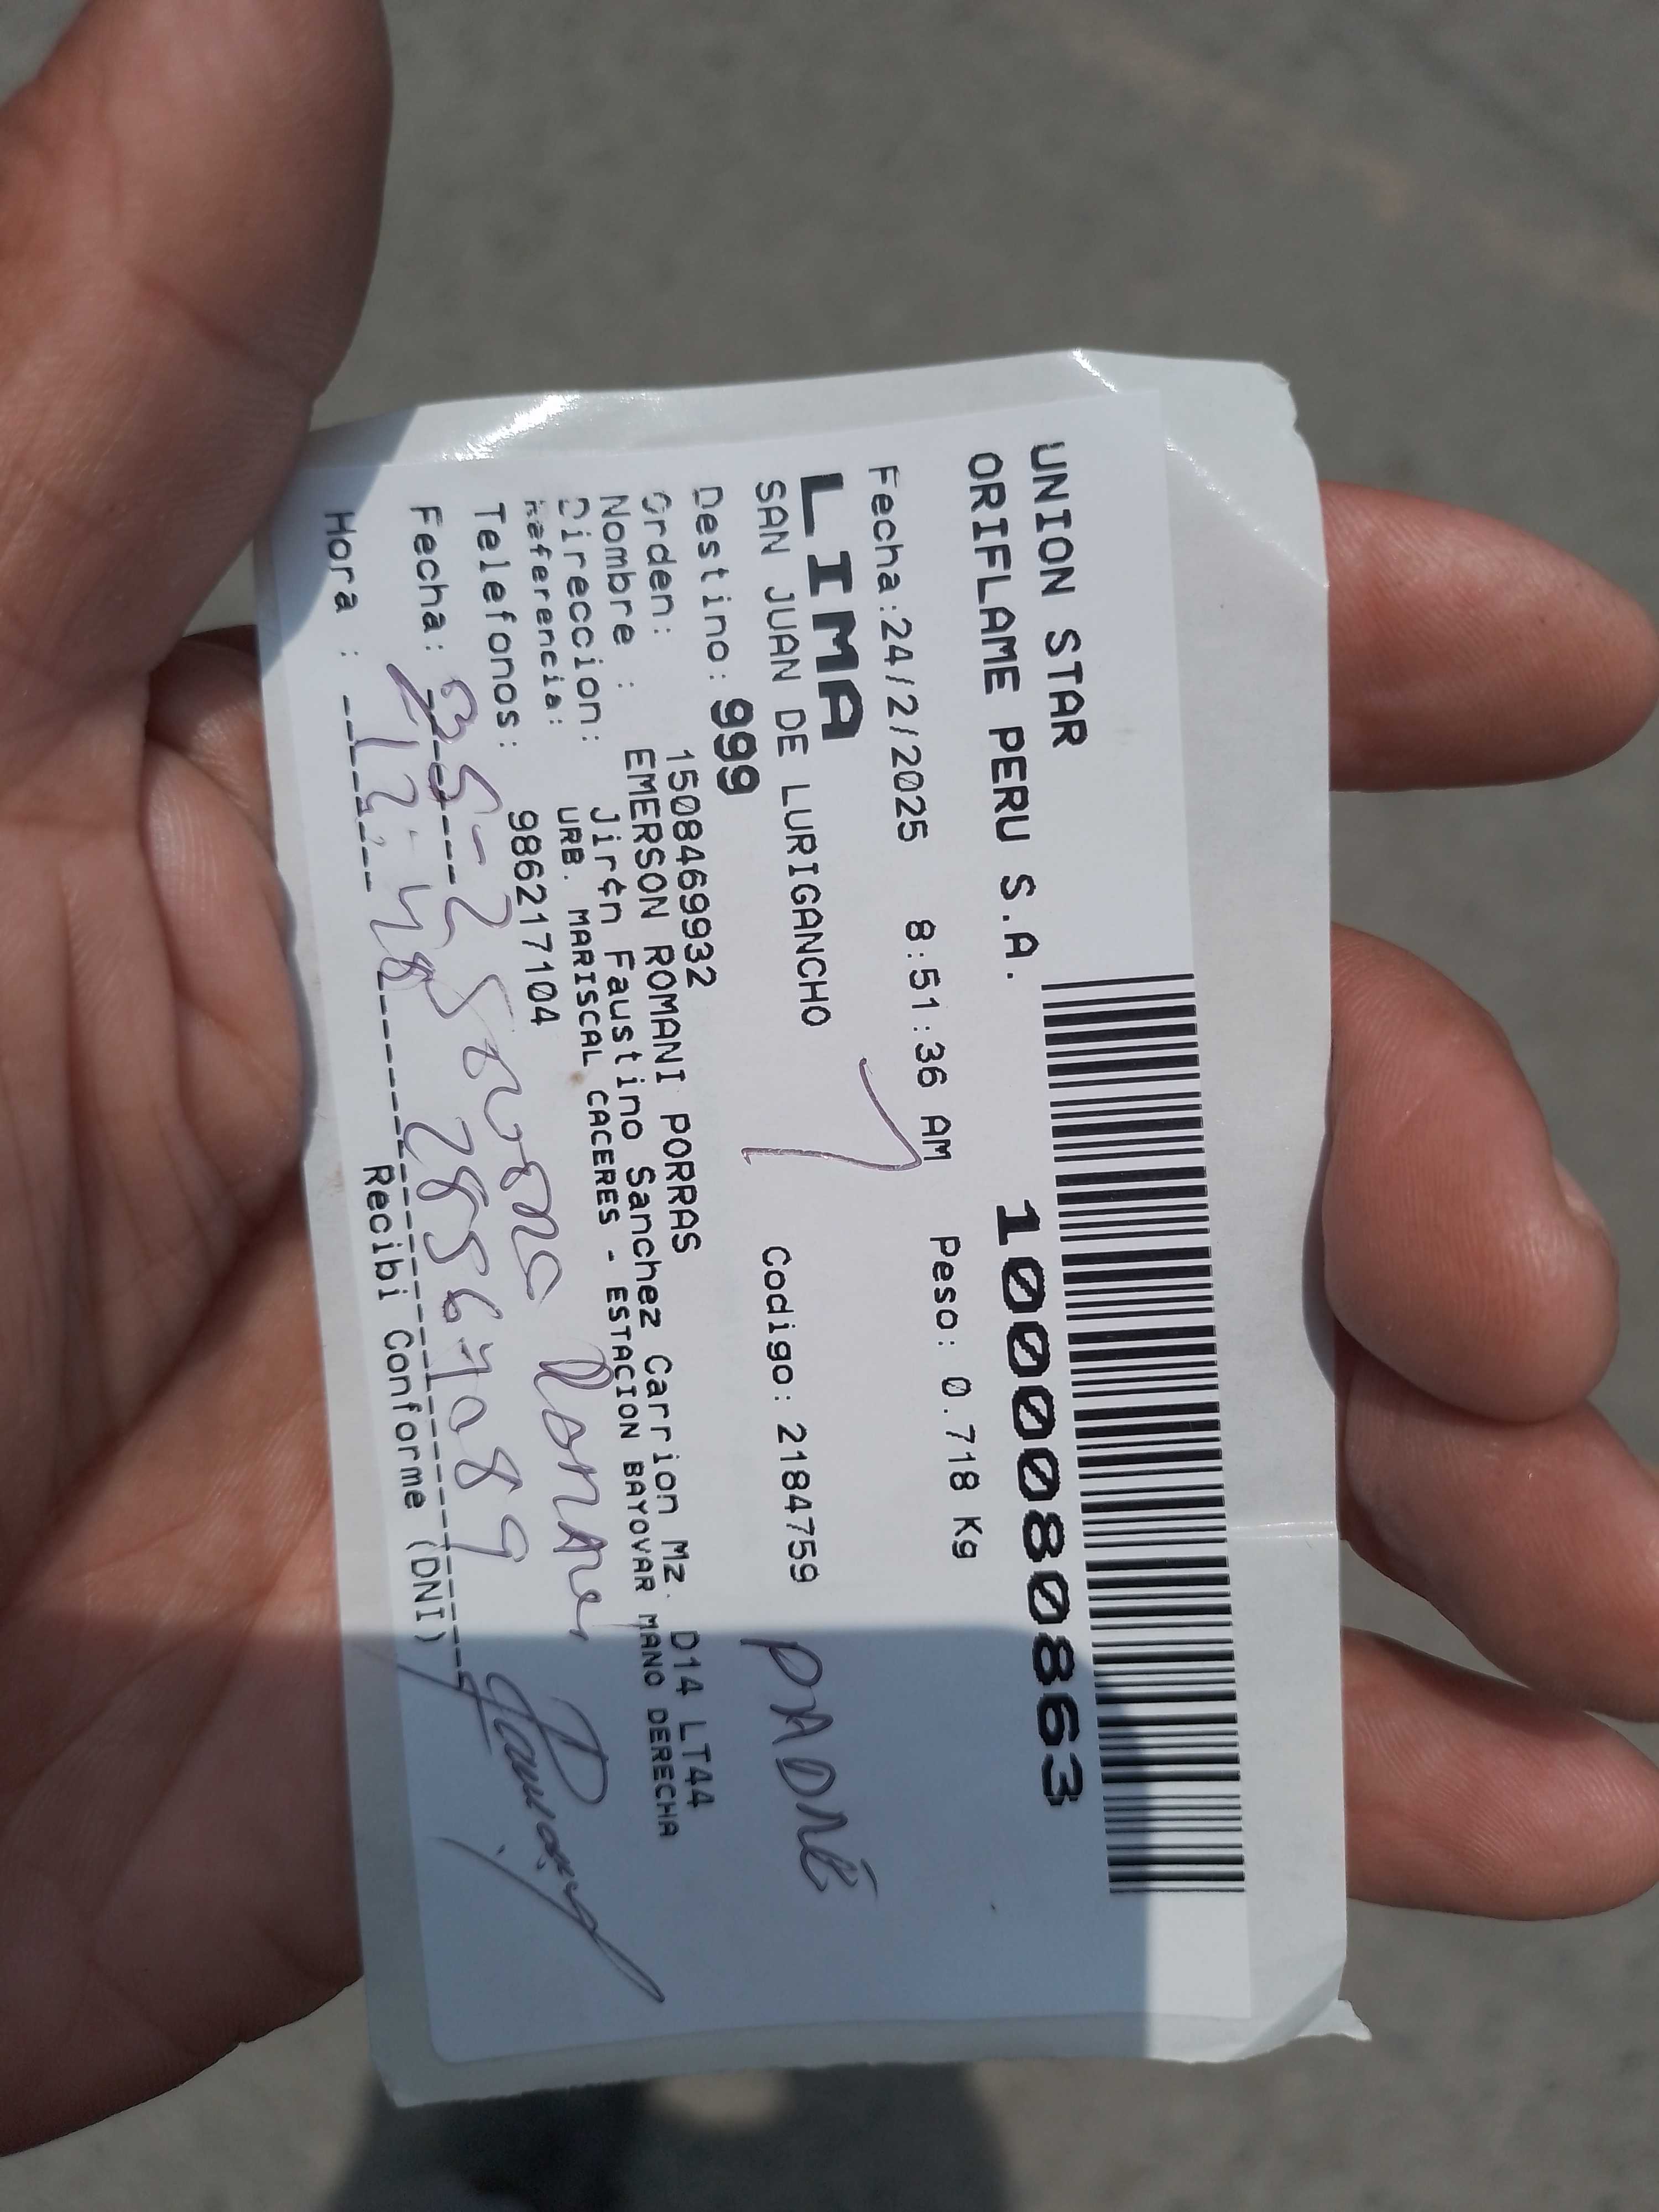 UNION STAR
ORIFLAME PERU S.A.
1000080863
Fecha:24/2/2025 8:51:36 AM Peso: 0.718 Kg
LIMA
SAN JUAN DE LURIGANCHO Codigo: 2184759
PADRE
Destino: 999
Orden: 1508469932
Nombre : EMERSON ROMANI PORRAS
Direccion: Jir¢n Faustino Sanchez Carrion Mz. D14 LT44
Referencia: URB. MARISCAL CACERES - ESTACION BAYOVAR MANO DERECHA
Telefonos: 986217104
Fecha: 25-2
Hora : 12:48
Recibi Conforme (DNI)